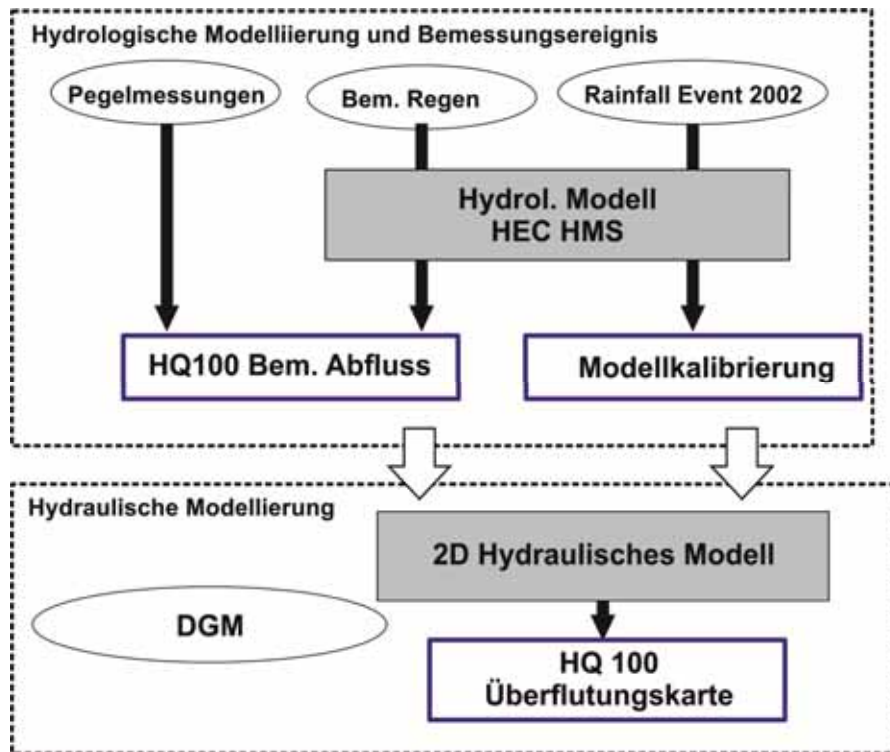 Hydrologische Modelliierung und Bemessungsereignis
Pegelmessungen
Bem. Regen
Rainfall Event 2002
Hydrol. Modell
HEC HMS
HQ100 Bem. Abfluss
Modellkalibrierung
Hydraulische Modellierung
2D Hydraulisches Modell
DGM
HQ 100
Überflutungskarte